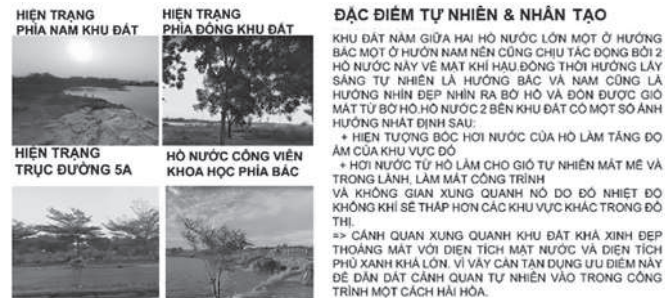 HIỆN TRẠNG
PHÍA NAM KHU ĐẤT
HIỆN TRẠNG
PHÍA ĐÔNG KHU ĐẤT
HIỆN TRẠNG
TRỤC ĐƯỜNG 5A
HỒ NƯỚC CÔNG VIÊN
KHOA HỌC PHÍA BẮC
ĐẶC ĐIỂM TỰ NHIÊN & NHÂN TẠO
KHU ĐẤT NẰM GIỮA HAI HỒ NƯỚC LỚN MỘT Ở HƯỚNG
BẮC MỘT Ở HƯỚN NAM NÊN CŨNG CHỊU TÁC ĐỘNG BỞI 2
HỒ NƯỚC NÀY VỀ MẶT KHÍ HẬU.ĐỒNG THỜI HƯỚNG LẤY
SÁNG TỰ NHIÊN LÀ HƯỚNG BẮC VÀ NAM CŨNG LÀ
HƯỚNG NHÌN ĐẸP NHÌN RA BỜ HỒ VÀ ĐÓN ĐƯỢC GIÓ
MÁT TỪ BỜ HỒ.HỒ NƯỚC 2 BÊN KHU ĐẤT CÓ MỘT SỐ ẢNH
HƯỞNG NHẤT ĐỊNH SAU:
+ HIỆN TƯỢNG BỐC HƠI NƯỚC CỦA HỒ LÀM TĂNG ĐỘ
ẨM CỦA KHU VỰC ĐÓ
+ HƠI NƯỚC TỪ HỒ LÀM CHO GIÓ TỰ NHIÊN MÁT MẺ VÀ
TRONG LÀNH, LÀM MÁT CÔNG TRÌNH
VÀ KHÔNG GIAN XUNG QUANH NÓ DO ĐÓ NHIỆT ĐỘ
KHÔNG KHÍ SẼ THẤP HƠN CÁC KHU VỰC KHÁC TRONG ĐÔ
THỊ.
=> CẢNH QUAN XUNG QUANH KHU ĐẤT KHÁ XINH ĐẸP
THOÁNG MÁT VỚI DIỆN TÍCH MẶT NƯỚC VÀ DIỆN TÍCH
PHỦ XANH KHÁ LỚN. VÌ VẬY CẦN TẬN DỤNG ƯU ĐIỂM NÀY
ĐỂ DẪN DẮT CẢNH QUAN TỰ NHIÊN VÀO TRONG CÔNG
TRÌNH MỘT CÁCH HÀI HÒA.